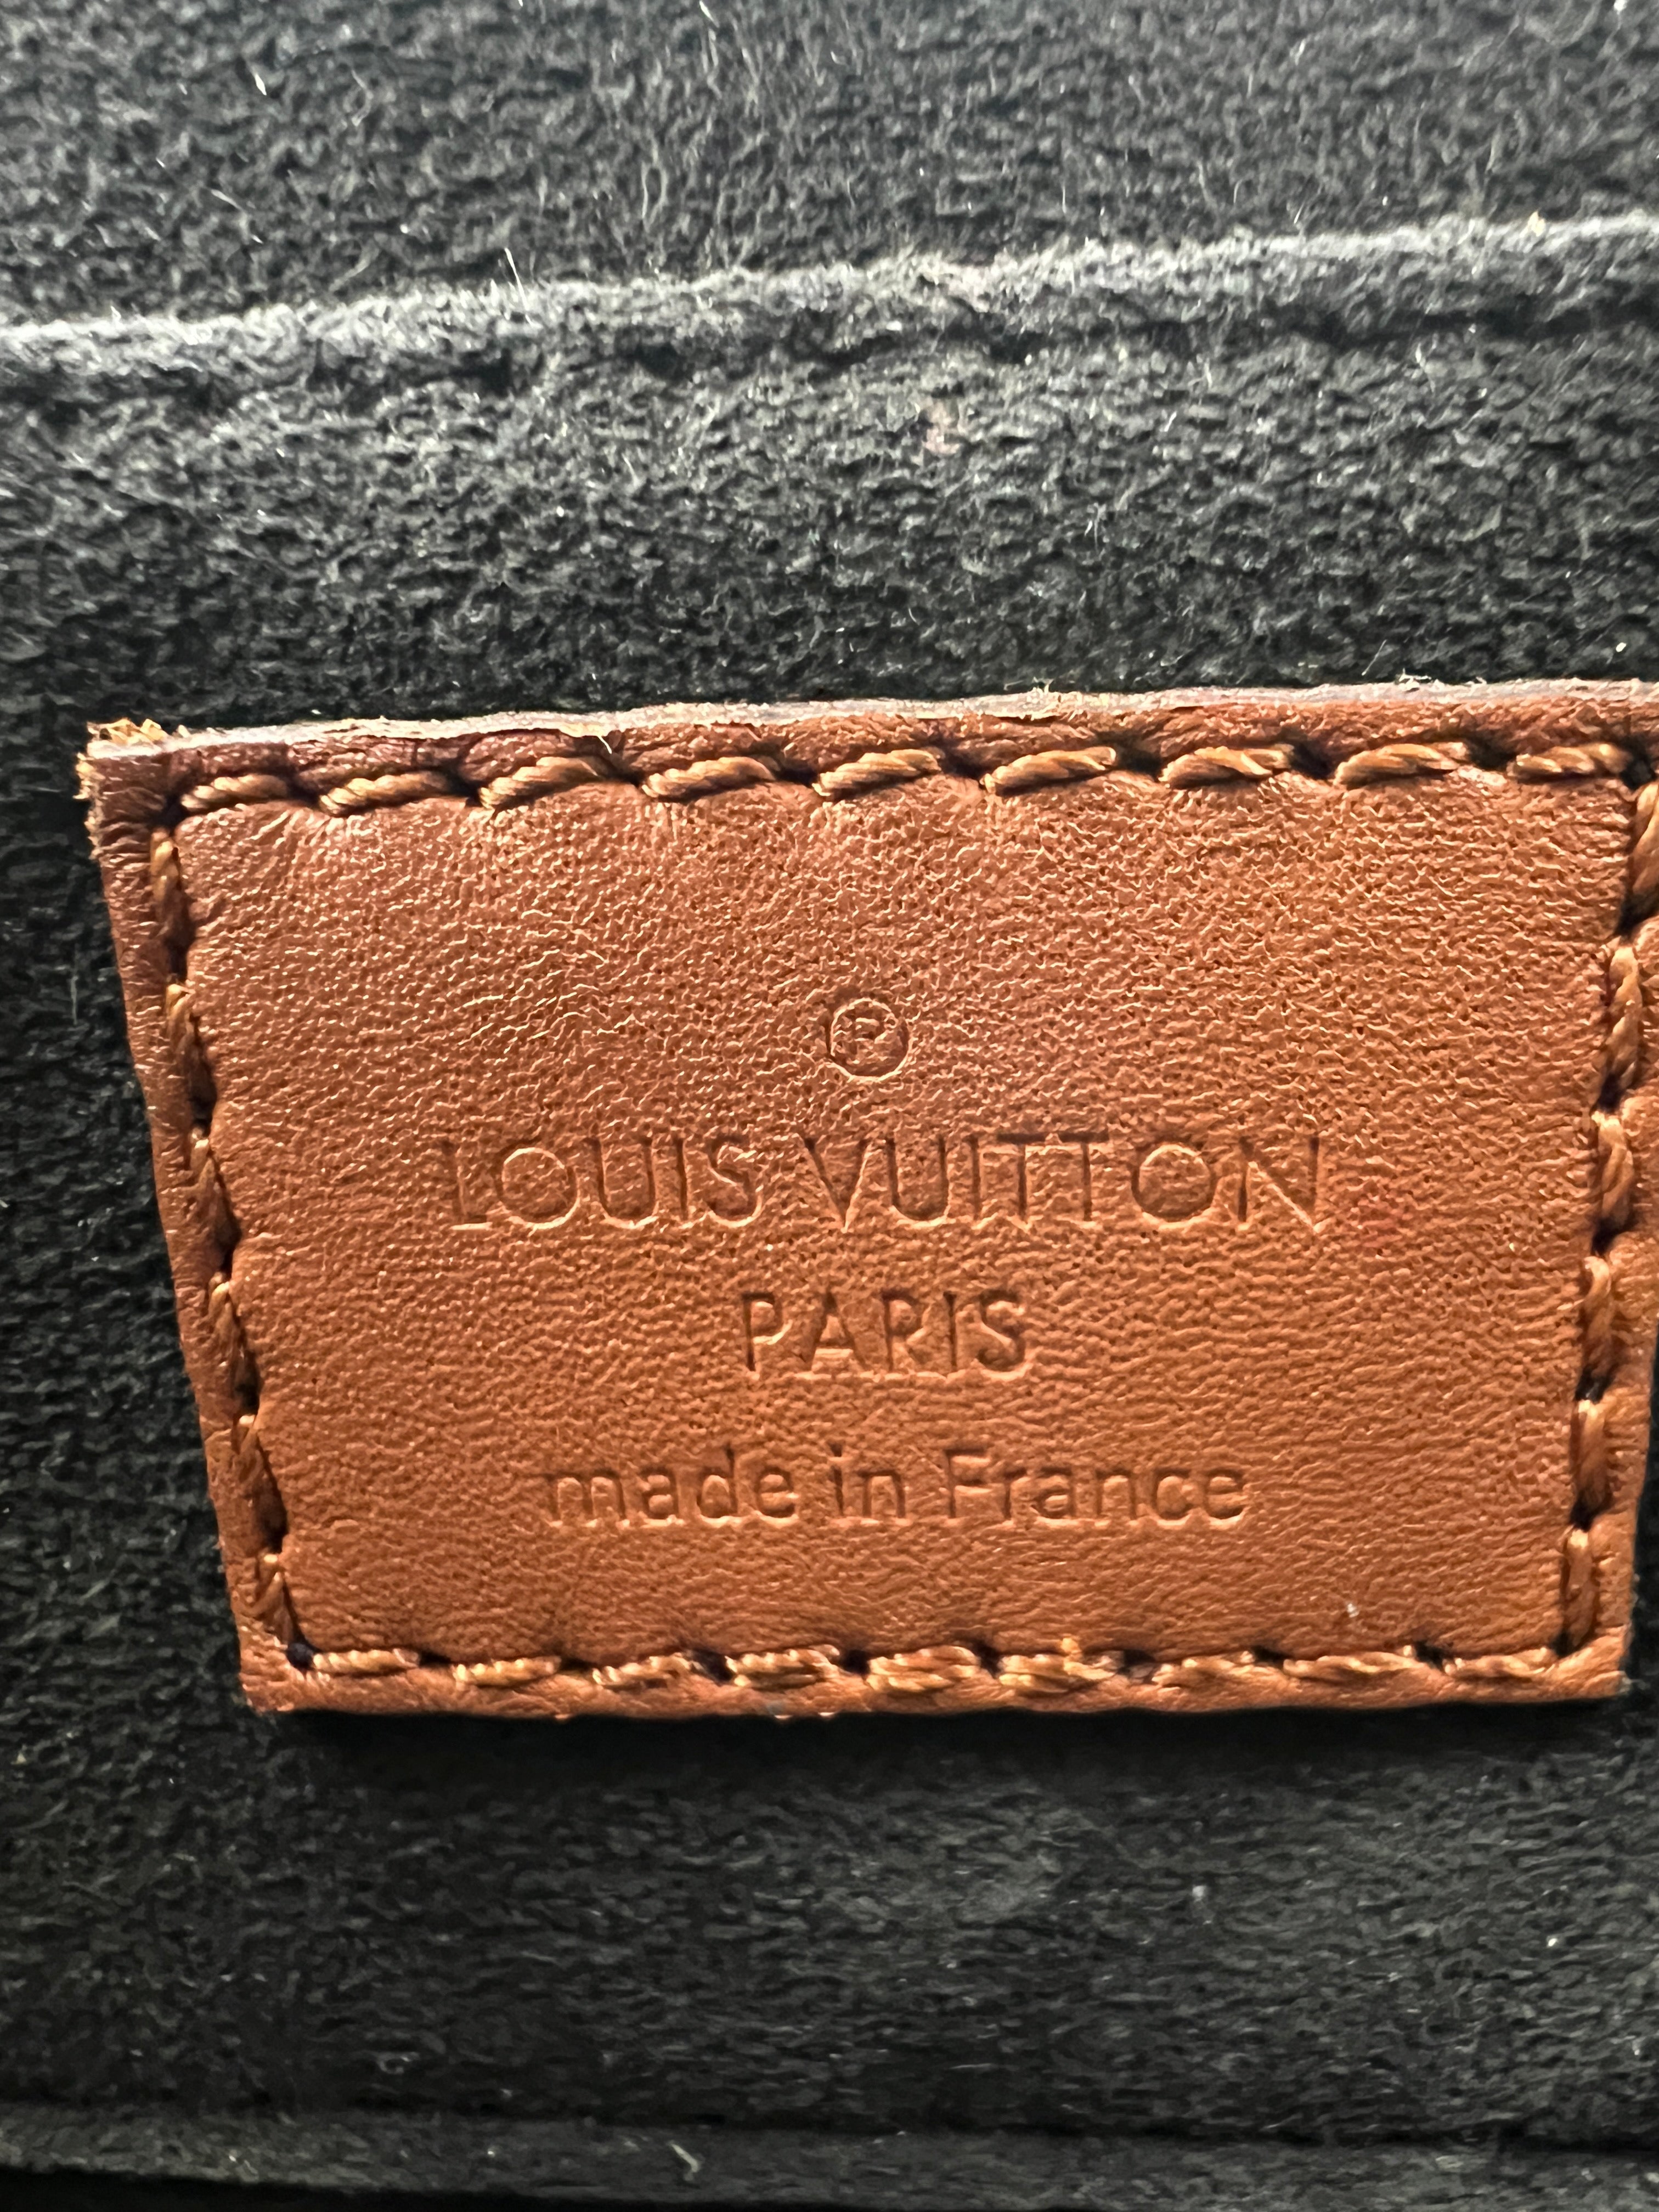 ®
LOUIS VUITTON
PARIS
made in France